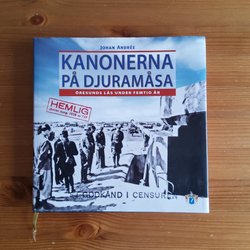 JOHAN ANDRÉE
KANONERNA
PÅ DJURAMÅSA
ÖRESUNDS LÅS UNDER FEMTIO ÅR
HEMLIG
GODKÄND I CENSUREN